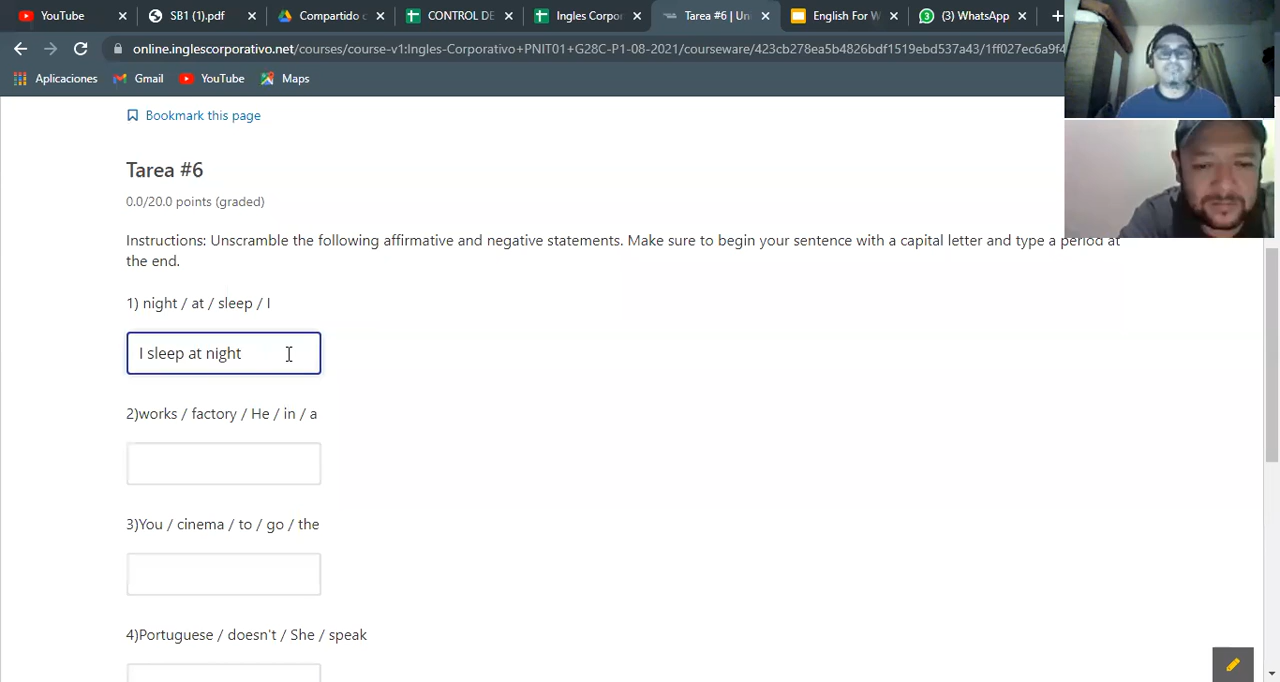 YouTube
SB1 (1).pdf
Compartido c
CONTROL DE
Ingles Corpor
Tarea #6 | Un
English For W
(3) WhatsApp
online.inglescorporativo.net/courses/course-v1:Ingles-Corporativo+PNIT01+G28C-P1-08-2021/courseware/423cb278ea5b4826bdf1519ebd537a43/1ff027ec6a9f4
Aplicaciones
Gmail
YouTube
Maps
Bookmark this page
Tarea #6
0.0/20.0 points (graded)
Instructions: Unscramble the following affirmative and negative statements. Make sure to begin your sentence with a capital letter and type a period at
the end.
1) night / at / sleep / I
I sleep at night
2)works / factory / He / in / a
3)You / cinema / to / go / the
4)Portuguese / doesn't / She / speak